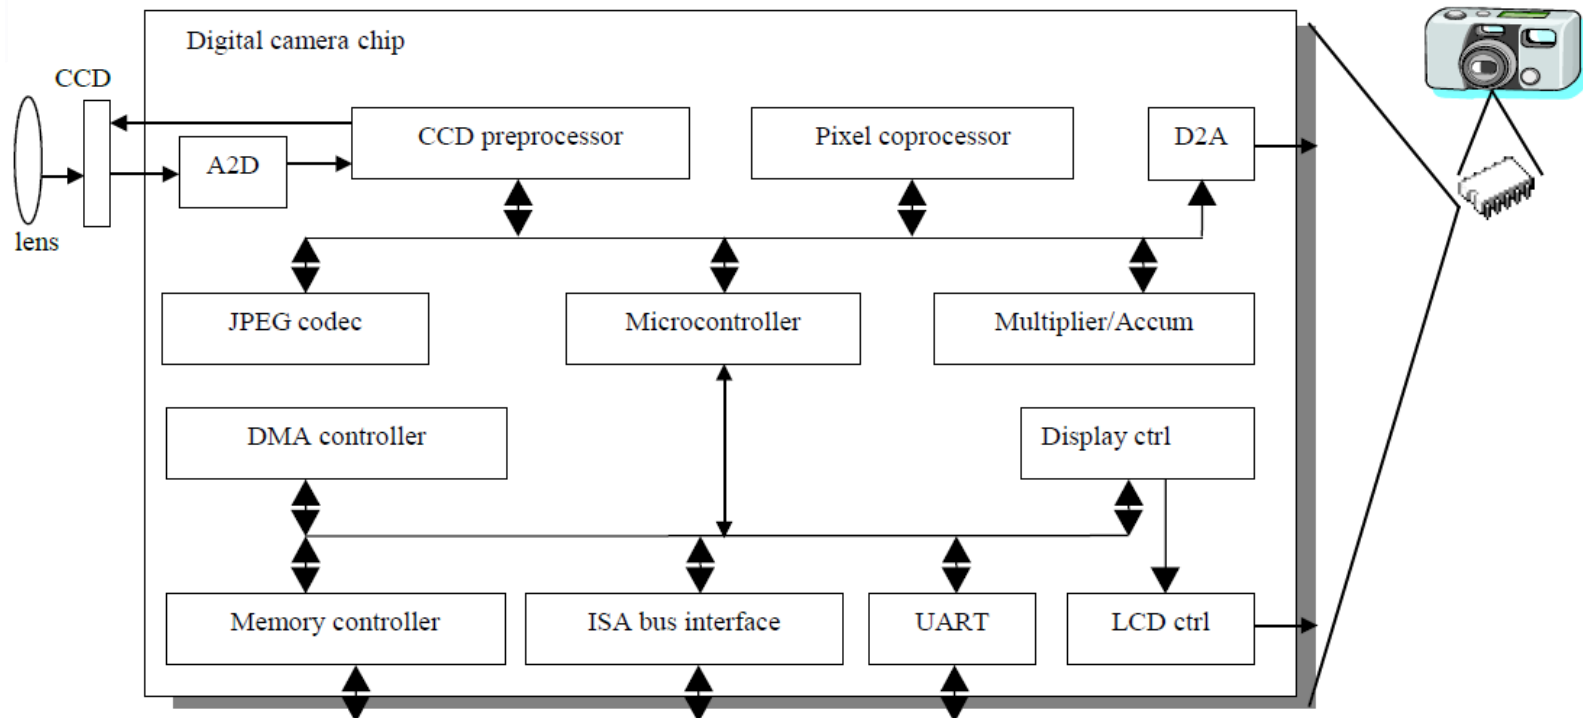 Digital camera chip
CCD
CCD preprocessor
Pixel coprocessor
D2A
A2D
lens
JPEG codec
Microcontroller
Multiplier/Accum
DMA controller
Display ctrl
Memory controller
ISA bus interface
UART
LCD ctrl